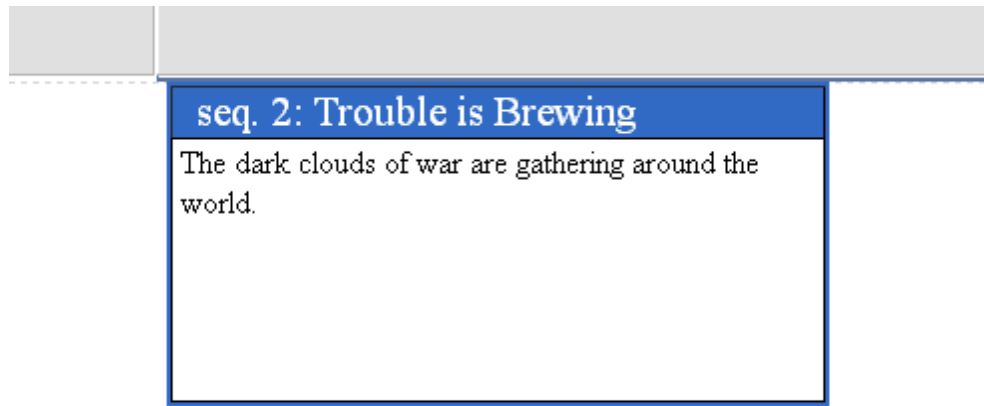 seq. 2: Trouble is Brewing
The dark clouds of war are gathering around the
world.